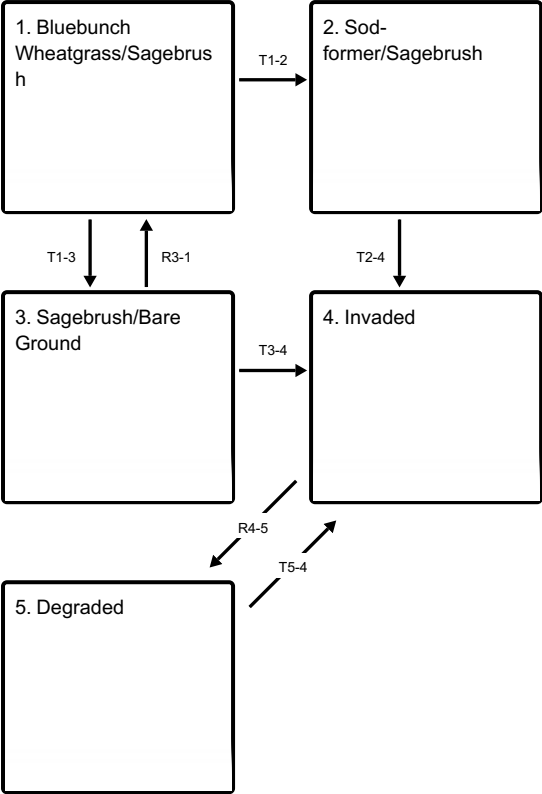 1. Bluebunch
Wheatgrass/Sagebrus
h
T1-2
2. Sod-
former/Sagebrush
T1-3
R3-1
T2-4
3. Sagebrush/Bare
Ground
T3-4
4. Invaded
R4-5
T5-4
5. Degraded